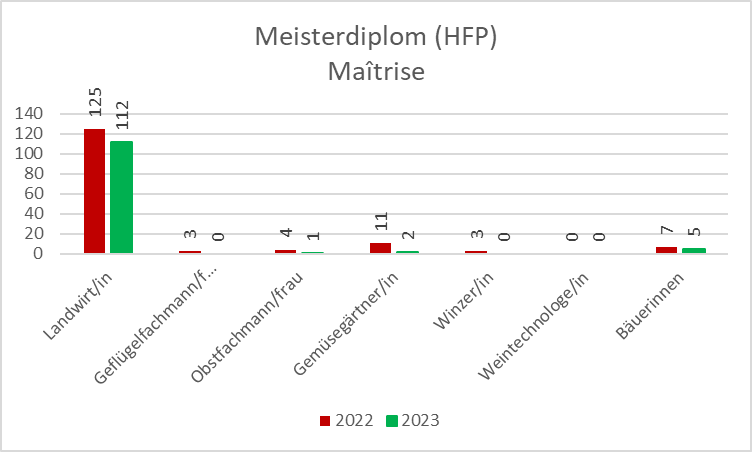 Meisterdiplom (HFP)
Maîtrise
140
120
100
80
60
40
20
0
125
112
3
0
4
1
11
2
3
0
0
0
7
5
Landwirt/in
Geflügelfachmann/f...
Obstfachmann/frau
Gemüsegärtner/in
Winzer/in
Weintechnologe/in
Bäuerinnen
2022
2023